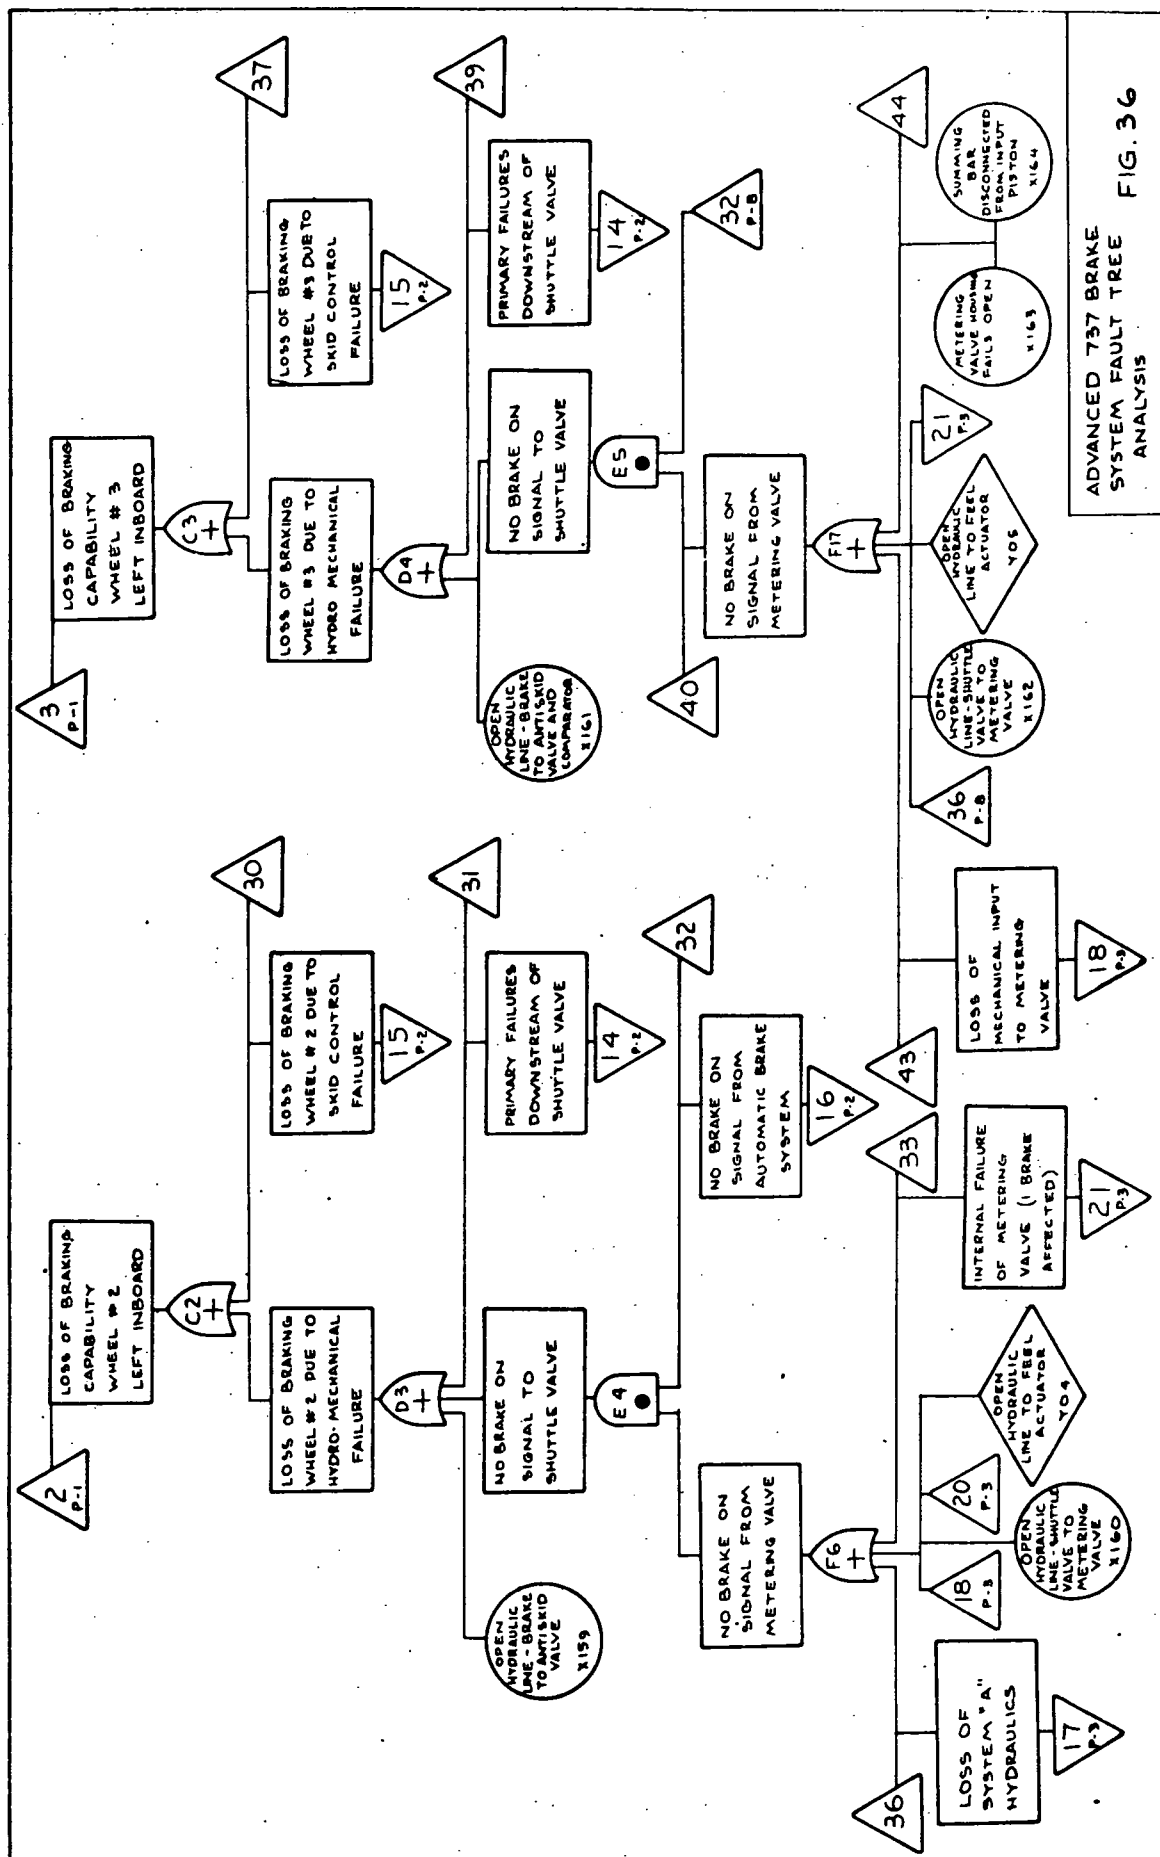 2
P-1
LOSS OF BRAKING
CAPABILITY
WHEEL #2
LEFT INBOARD
C2
+
30
LOSS OF BRAKING
WHEEL #2 DUE TO
HYDRO-MECHANICAL
FAILURE
LOSS OF BRAKING
WHEEL #2 DUE TO
SKID CONTROL
FAILURE
15
P-2
D3
+
31
OPEN
HYDRAULIC
LINE-BRAKE
TO ANTISKID
VALVE
X159
NO BRAKE ON
SIGNAL TO
SHUTTLE VALVE
PRIMARY FAILURES
DOWNSTREAM OF
SHUTTLE VALVE
14
P-2
E4
32
NO BRAKE ON
SIGNAL FROM
METERING VALVE
NO BRAKE ON
SIGNAL FROM
AUTOMATIC BRAKE
SYSTEM
16
P-2
F6
+
36
33
LOSS OF
SYSTEM "A"
HYDRAULICS
17
P-3
18
P-3
OPEN
HYDRAULIC
LINE-SHUTTLE
VALVE TO
METERING
VALVE
X160
20
P-3
OPEN
HYDRAULIC
LINE TO FEEL
ACTUATOR
Y04
INTERNAL FAILURE
OF METERING
VALVE (1 BRAKE
AFFECTED)
21
P-3
3
P-1
LOSS OF BRAKING
CAPABILITY
WHEEL #3
LEFT INBOARD
C3
+
37
LOSS OF BRAKING
WHEEL #3 DUE TO
HYDRO MECHANICAL
FAILURE
LOSS OF BRAKING
WHEEL #3 DUE TO
SKID CONTROL
FAILURE
15
P-2
D4
+
39
OPEN
HYDRAULIC
LINE-BRAKE
TO ANTISKID
VALVE AND
COMPARATOR
X161
NO BRAKE ON
SIGNAL TO
SHUTTLE VALVE
PRIMARY FAILURES
DOWNSTREAM OF
SHUTTLE VALVE
14
P-2
E5
40
32
P-8
NO BRAKE ON
SIGNAL FROM
METERING VALVE
F17
+
43
44
LOSS OF
MECHANICAL INPUT
TO METERING
VALVE
18
P-3
36
P-8
OPEN
HYDRAULIC
LINE-SHUTTLE
VALVE TO
METERING
VALVE
X162
OPEN
HYDRAULIC
LINE TO FEEL
ACTUATOR
Y05
21
P-3
METERING
VALVE HOUSING
FAILS OPEN
X163
SUMMING
BAR
DISCONNECTED
FROM INPUT
PISTON
X164
ADVANCED 737 BRAKE
SYSTEM FAULT TREE
ANALYSIS
FIG. 36